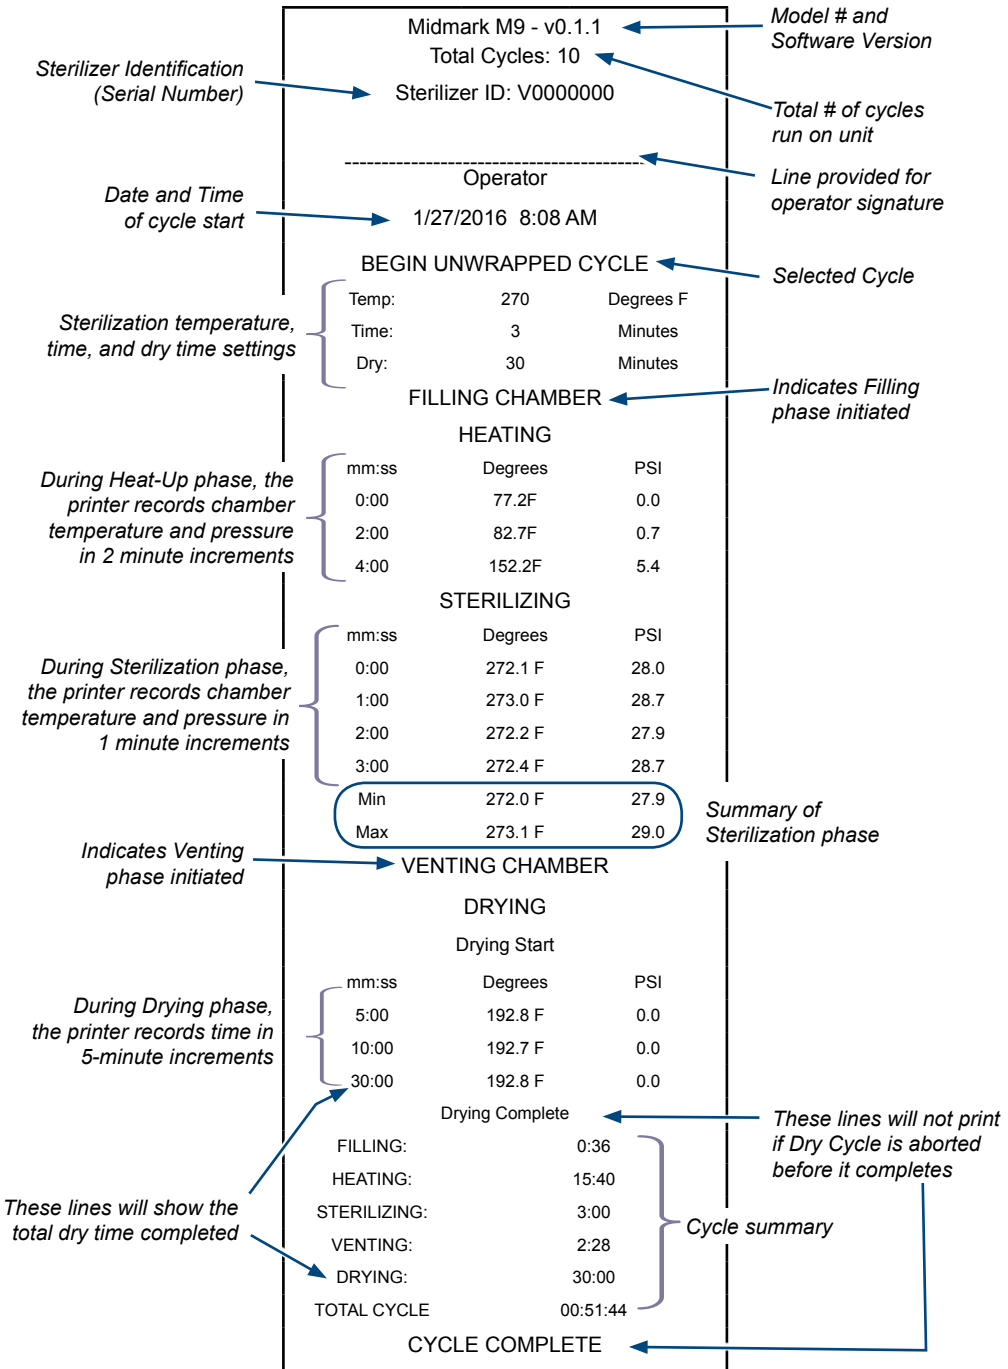 Midmark M9 - v0.1.1
Model # and
Software Version
Total Cycles: 10
Sterilizer Identification
(Serial Number)
Sterilizer ID: V0000000
Total # of cycles
run on unit
Operator
Line provided for
operator signature
Date and Time
of cycle start
1/27/2016 8:08 AM
BEGIN UNWRAPPED CYCLE
Selected Cycle
Temp: 270 Degrees F
Time: 3 Minutes
Dry: 30 Minutes
Sterilization temperature,
time, and dry time settings
FILLING CHAMBER
Indicates Filling
phase initiated
HEATING
mm:ss Degrees PSI
0:00 77.2F 0.0
2:00 82.7F 0.7
4:00 152.2F 5.4
During Heat-Up phase, the
printer records chamber
temperature and pressure
in 2 minute increments
STERILIZING
mm:ss Degrees PSI
0:00 272.1 F 28.0
1:00 273.0 F 28.7
2:00 272.2 F 27.9
3:00 272.4 F 28.7
During Sterilization phase,
the printer records chamber
temperature and pressure in
1 minute increments
Min 272.0 F 27.9
Max 273.1 F 29.0
Summary of
Sterilization phase
Indicates Venting
phase initiated
VENTING CHAMBER
DRYING
Drying Start
mm:ss Degrees PSI
5:00 192.8 F 0.0
10:00 192.7 F 0.0
30:00 192.8 F 0.0
During Drying phase,
the printer records time in
5-minute increments
Drying Complete
These lines will not print
if Dry Cycle is aborted
before it completes
FILLING: 0:36
HEATING: 15:40
STERILIZING: 3:00
VENTING: 2:28
DRYING: 30:00
TOTAL CYCLE 00:51:44
These lines will show the
total dry time completed
Cycle summary
CYCLE COMPLETE